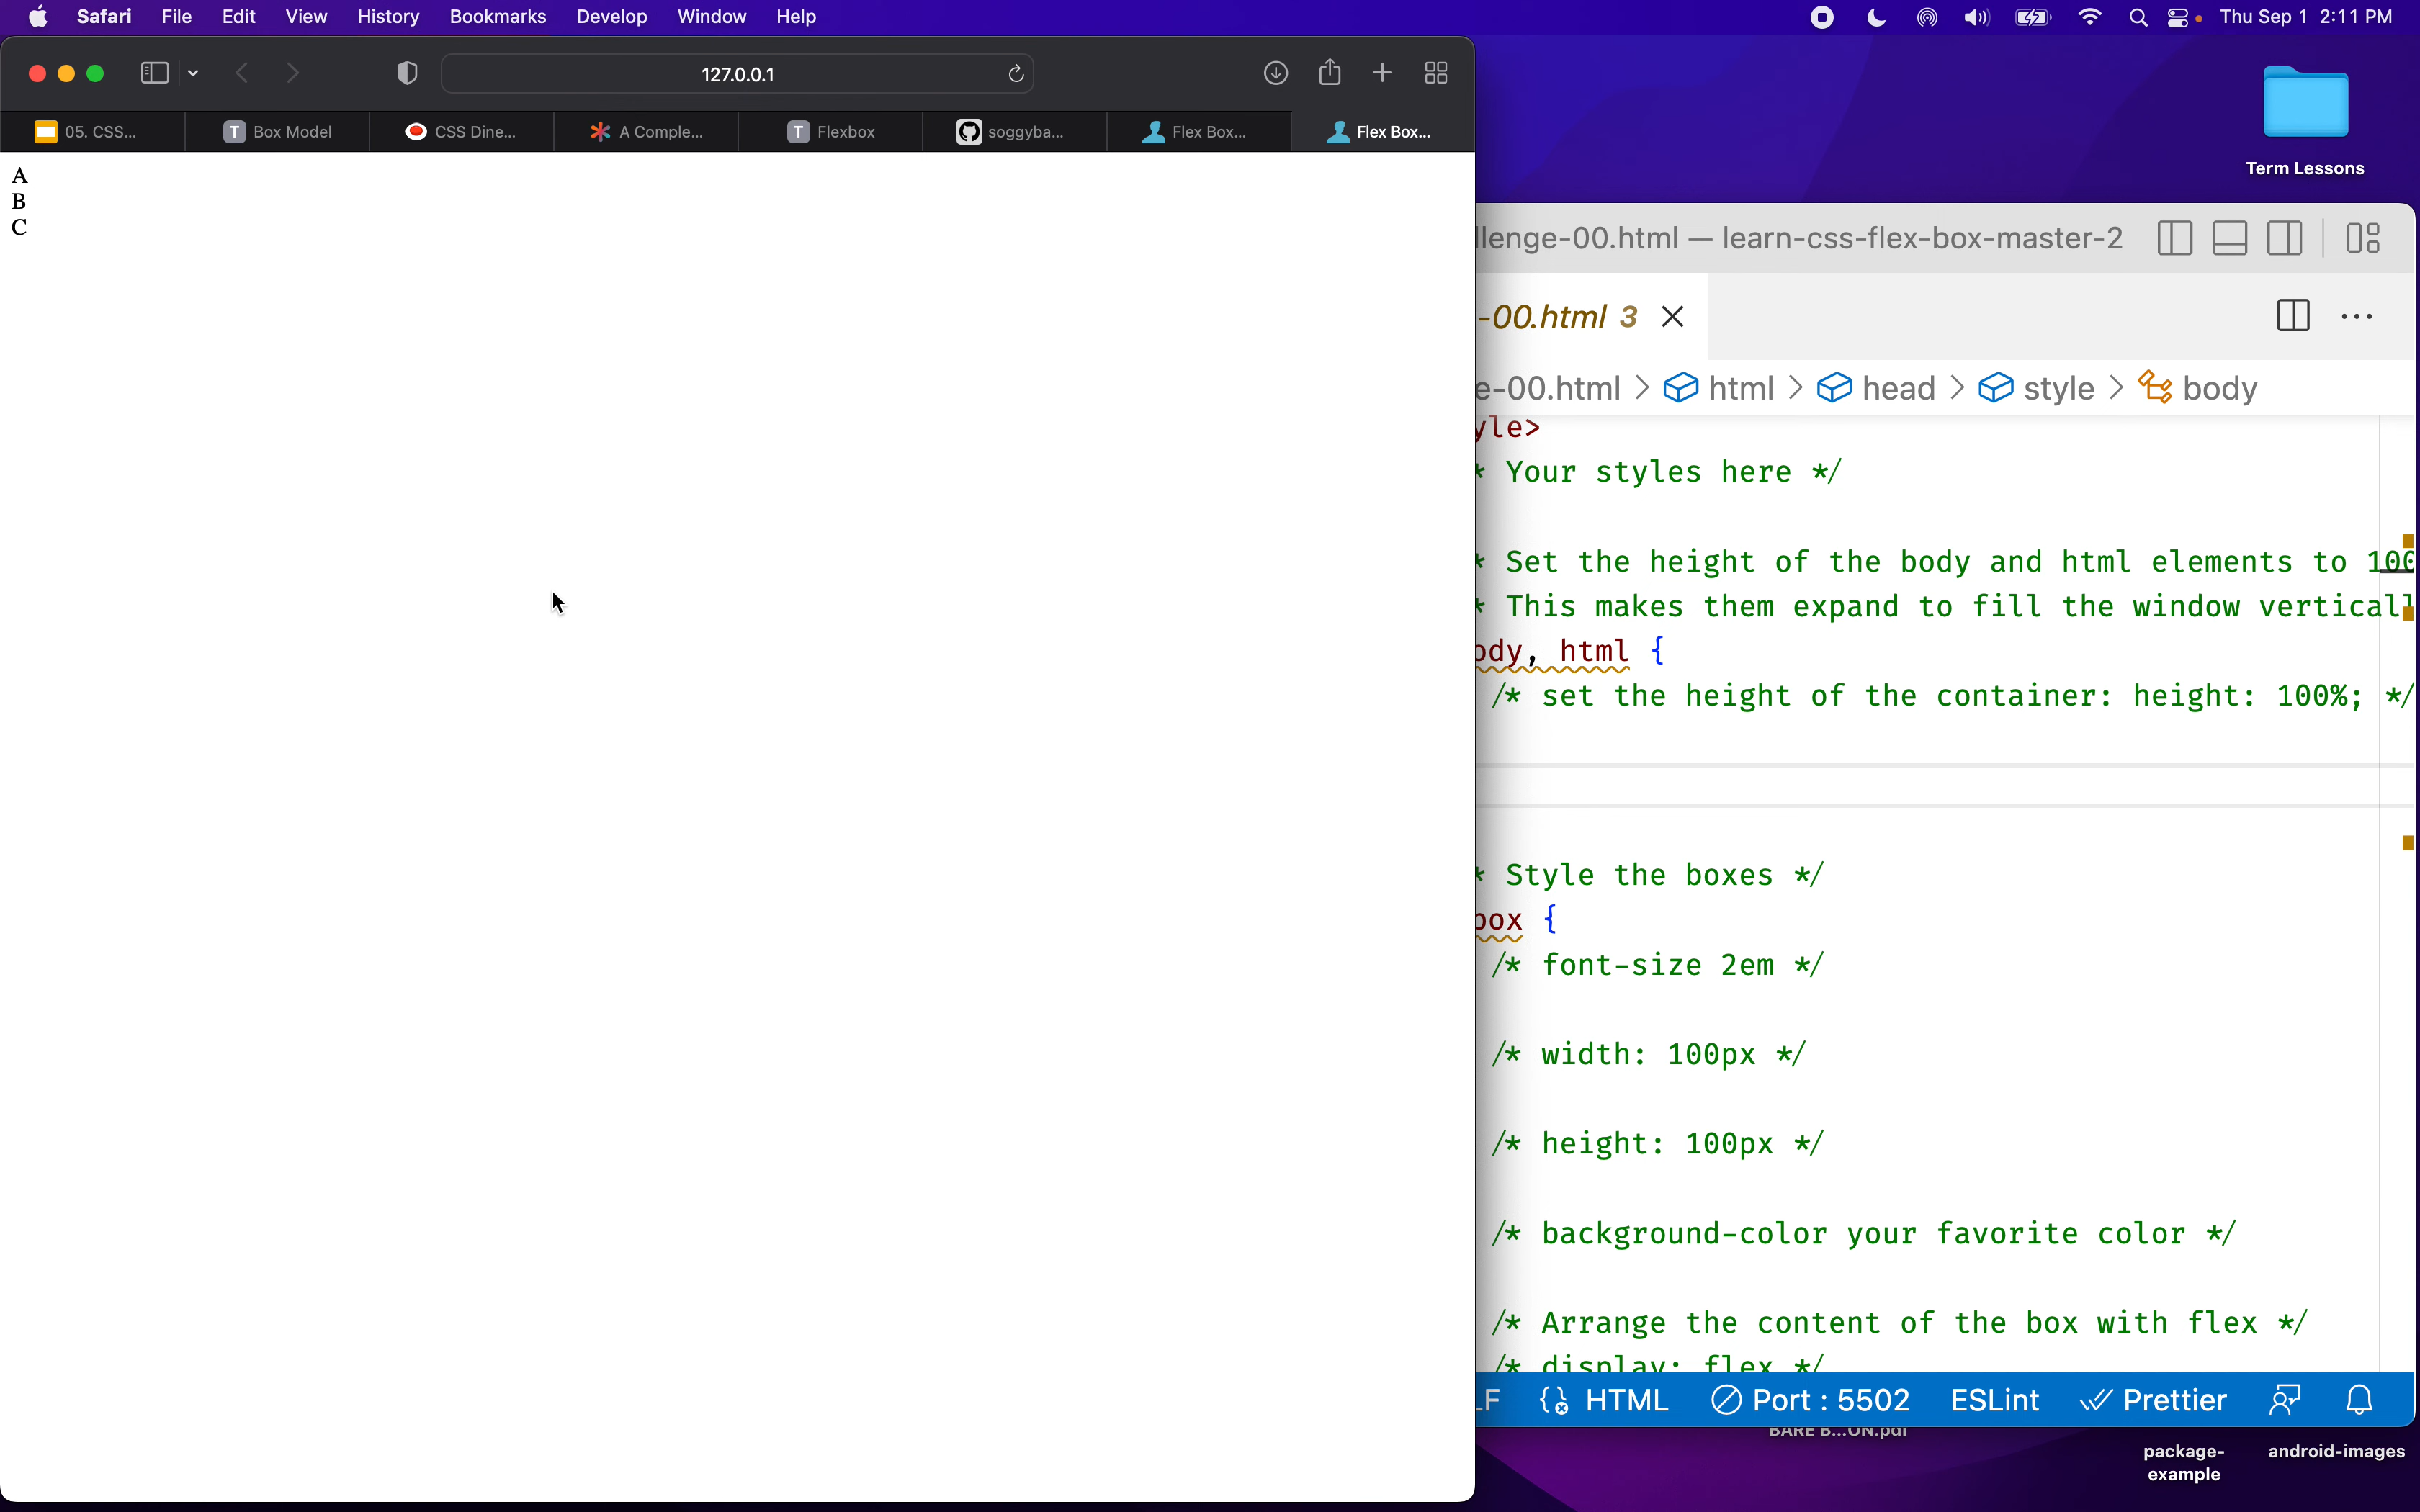 Safari File Edit View History Bookmarks Develop Window Help
Thu Sep 1 2:11 PM
127.0.0.1
05. CSS...
T Box Model
CSS Dine...
A Comple...
T Flexbox
soggyba...
Flex Box...
Flex Box...
A
B
C
Term Lessons
llenge-00.html — learn-css-flex-box-master-2
-00.html 3
e-00.html > html > head > style > body
yle>
* Your styles here */
* Set the height of the body and html elements to 100
* This makes them expand to fill the window verticall
ody, html {
/* set the height of the container: height: 100%; */
* Style the boxes */
box {
/* font-size 2em */
/* width: 100px */
/* height: 100px */
/* background-color your favorite color */
/* Arrange the content of the box with flex */
/* display: flex */
LF {} HTML Port : 5502 ESLint Prettier
BARE B...ON.pdf
package-
example
android-images